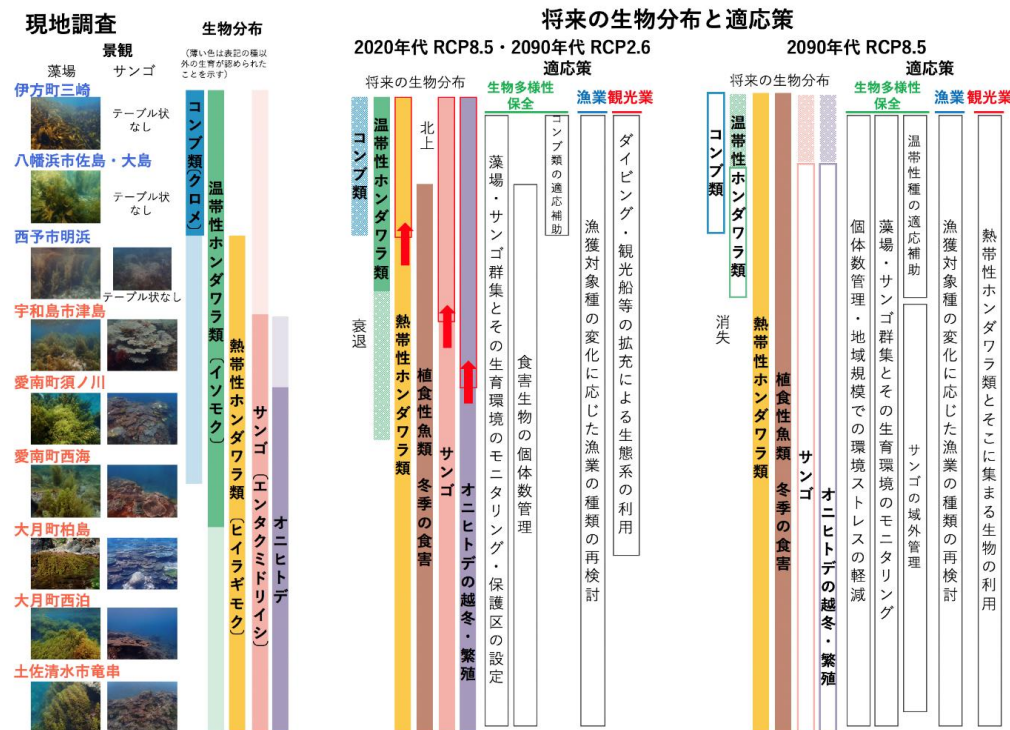 現地調査
景観
藻場
サンゴ
生物分布
(薄い色は表記の種以
外の生育が認められた
ことを示す)
伊方町三崎
テーブル状
なし
八幡浜市佐島・大島
テーブル状
なし
西予市明浜
テーブル状なし
宇和島市津島
愛南町須ノ川
愛南町西海
大月町柏島
大月町西泊
土佐清水市竜串
コンブ類(クロメ)
温帯性ホンダワラ類 (イソモク)
熱帯性ホンダワラ類 (ヒイラギモク)
サンゴ (エンタクミドリイシ)
オニヒトデ
将来の生物分布と適応策
2020年代 RCP8.5・2090年代 RCP2.6
将来の生物分布
適応策
生物多様性
保全
漁業
観光業
コンブ類
温帯性ホンダワラ類
衰退
熱帯性ホンダワラ類
北上
植食性魚類 冬季の食害
サンゴ
オニヒトデの越冬・繁殖
藻場・サンゴ群集とその生育環境のモニタリング・保護区の設定
食害生物の個体数管理
コンブ類の適応補助
漁獲対象種の変化に応じた漁業の種類の再検討
ダイビング・観光船等の拡充による生態系の利用
2090年代 RCP8.5
将来の生物分布
適応策
生物多様性
保全
漁業
観光業
コンブ類
温帯性ホンダワラ類
消失
熱帯性ホンダワラ類
植食性魚類 冬季の食害
サンゴ
オニヒトデの越冬・繁殖
個体数管理・地域規模での環境ストレスの軽減
藻場・サンゴ群集とその生育環境のモニタリング
温帯性種の適応補助
サンゴの域外管理
漁獲対象種の変化に応じた漁業の種類の再検討
熱帯性ホンダワラ類とそこに集まる生物の利用